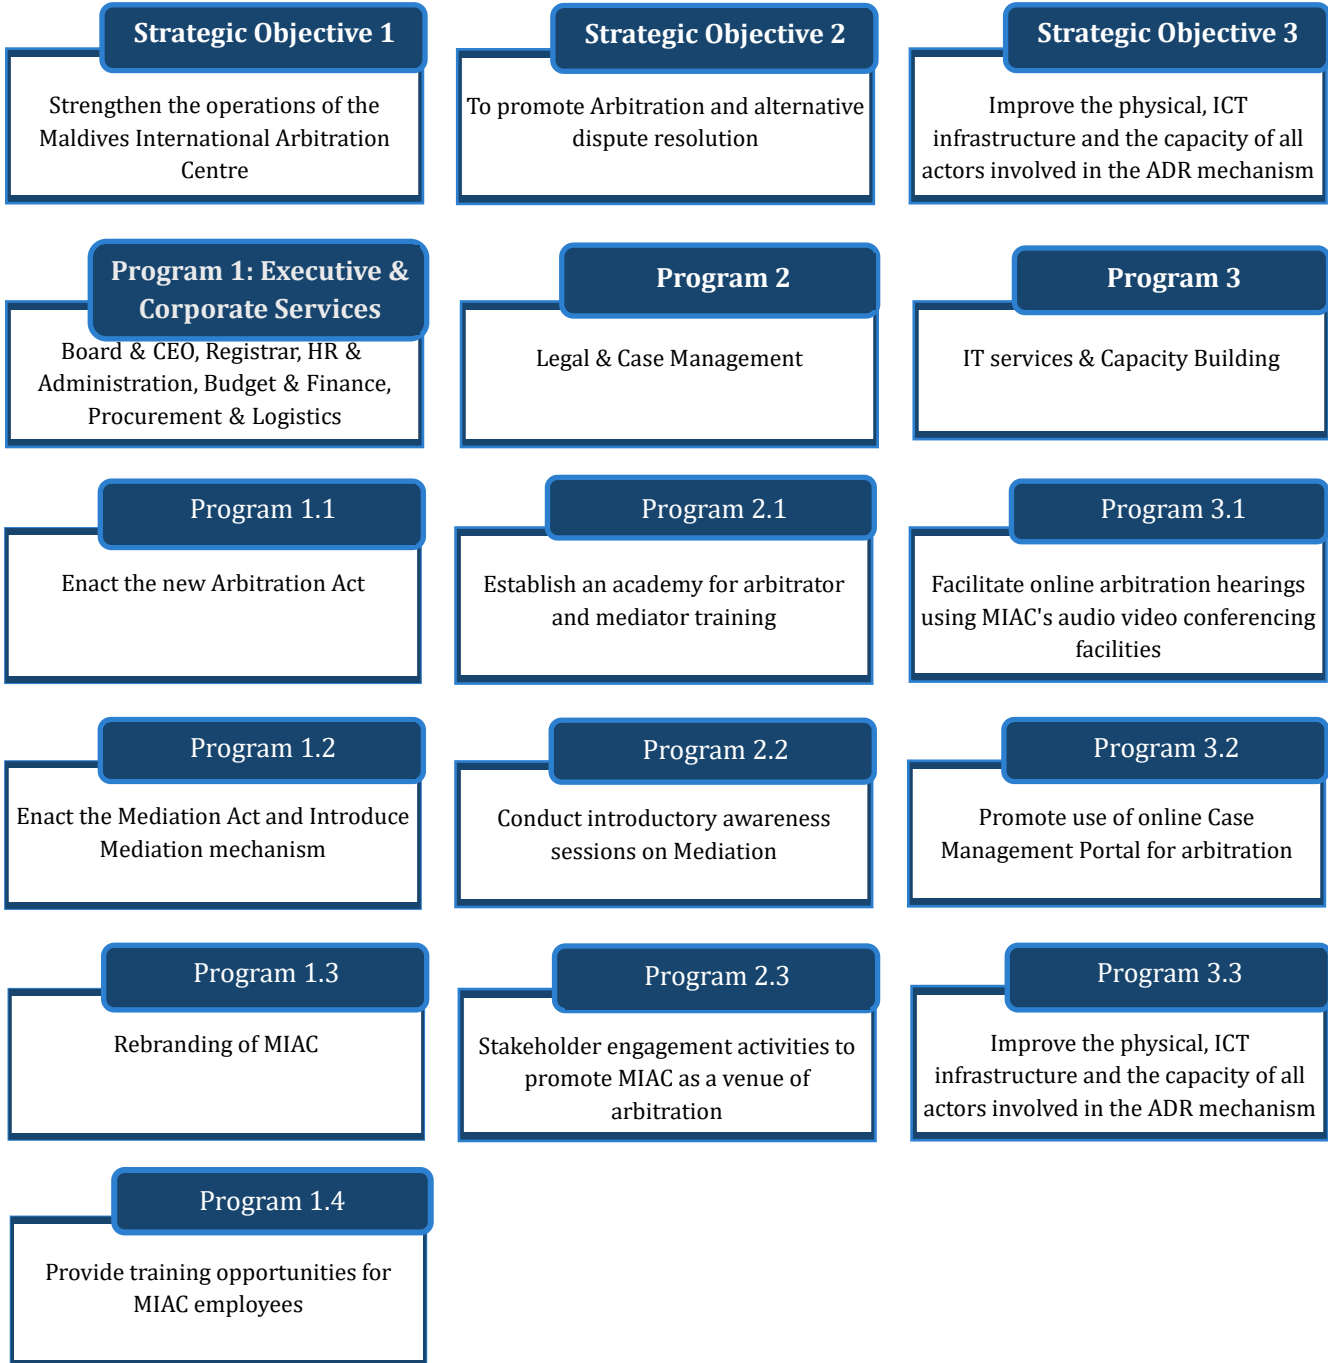 Strategic Objective 1
Strengthen the operations of the
Maldives International Arbitration
Centre
Strategic Objective 2
To promote Arbitration and alternative
dispute resolution
Strategic Objective 3
Improve the physical, ICT
infrastructure and the capacity of all
actors involved in the ADR mechanism
Program 1: Executive &
Corporate Services
Board & CEO, Registrar, HR &
Administration, Budget & Finance,
Procurement & Logistics
Program 2
Legal & Case Management
Program 3
IT services & Capacity Building
Program 1.1
Enact the new Arbitration Act
Program 2.1
Establish an academy for arbitrator
and mediator training
Program 3.1
Facilitate online arbitration hearings
using MIAC's audio video conferencing
facilities
Program 1.2
Enact the Mediation Act and Introduce
Mediation mechanism
Program 2.2
Conduct introductory awareness
sessions on Mediation
Program 3.2
Promote use of online Case
Management Portal for arbitration
Program 1.3
Rebranding of MIAC
Program 2.3
Stakeholder engagement activities to
promote MIAC as a venue of
arbitration
Program 3.3
Improve the physical, ICT
infrastructure and the capacity of all
actors involved in the ADR mechanism
Program 1.4
Provide training opportunities for
MIAC employees